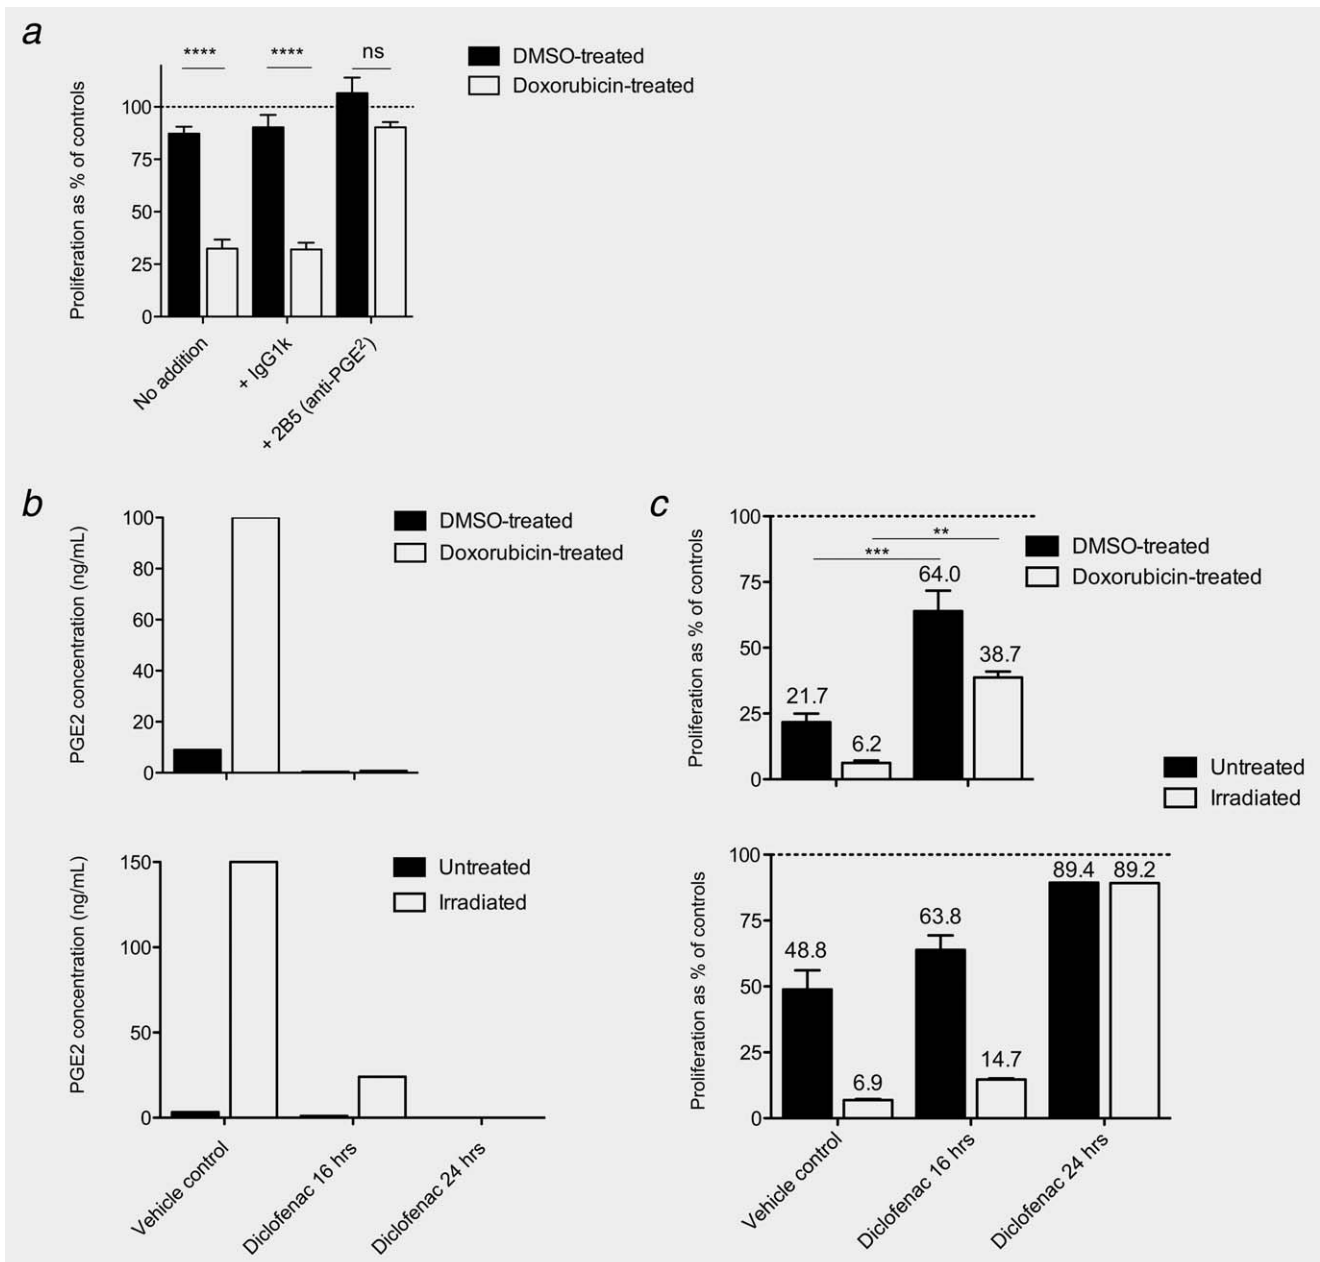 a
**** **** ns
DMSO-treated
Doxorubicin-treated
Proliferation as % of controls
100
75
50
25
0
No addition
+ IgG1k
+ 2B5 (anti-PGE2)
b
PGE2 concentration (ng/mL)
100
80
60
40
20
0
DMSO-treated
Doxorubicin-treated
PGE2 concentration (ng/mL)
150
100
50
0
Untreated
Irradiated
Vehicle control
Diclofenac 16 hrs
Diclofenac 24 hrs
c
Proliferation as % of controls
100
75
50
25
0
**
***
21.7
6.2
64.0
38.7
DMSO-treated
Doxorubicin-treated
Untreated
Irradiated
Proliferation as % of controls
100
75
50
25
0
48.8
6.9
63.8
14.7
89.4
89.2
Vehicle control
Diclofenac 16 hrs
Diclofenac 24 hrs